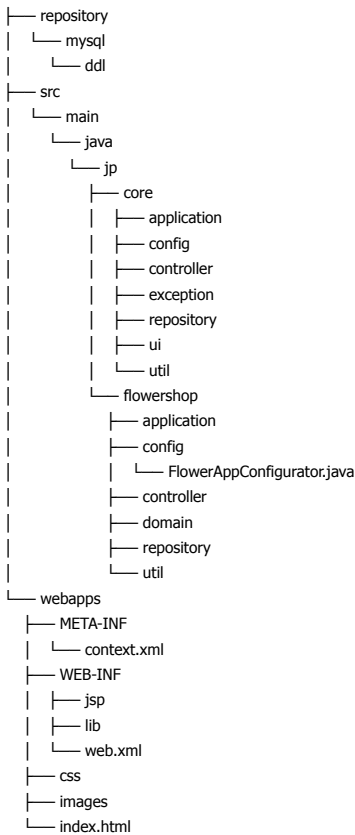 ├── repository
│   └── mysql
│       └── ddl
├── src
│   └── main
│       └── java
│           └── jp
│               ├── core
│               │   ├── application
│               │   ├── config
│               │   ├── controller
│               │   ├── exception
│               │   ├── repository
│               │   ├── ui
│               │   └── util
│               └── flowershop
│                   ├── application
│                   ├── config
│                   │   └── FlowerAppConfigurator.java
│                   ├── controller
│                   ├── domain
│                   ├── repository
│                   └── util
└── webapps
    ├── META-INF
    │   └── context.xml
    ├── WEB-INF
    │   ├── jsp
    │   ├── lib
    │   └── web.xml
    ├── css
    ├── images
    └── index.html